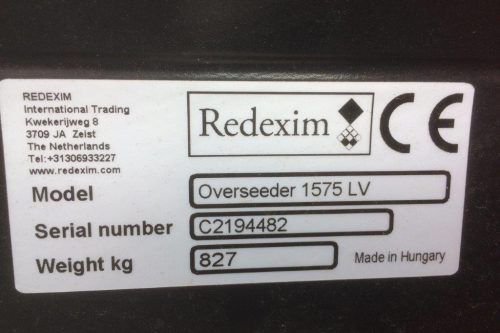 REDEXIM
International Trading
Kwekerijweg 8
3709 JA Zeist
The Netherlands
Tel:+31306933227
www.redexim.com
Redexim
CE
Model Overseeder 1575 LV
Serial number C2194482
Weight kg 827
Made in Hungary